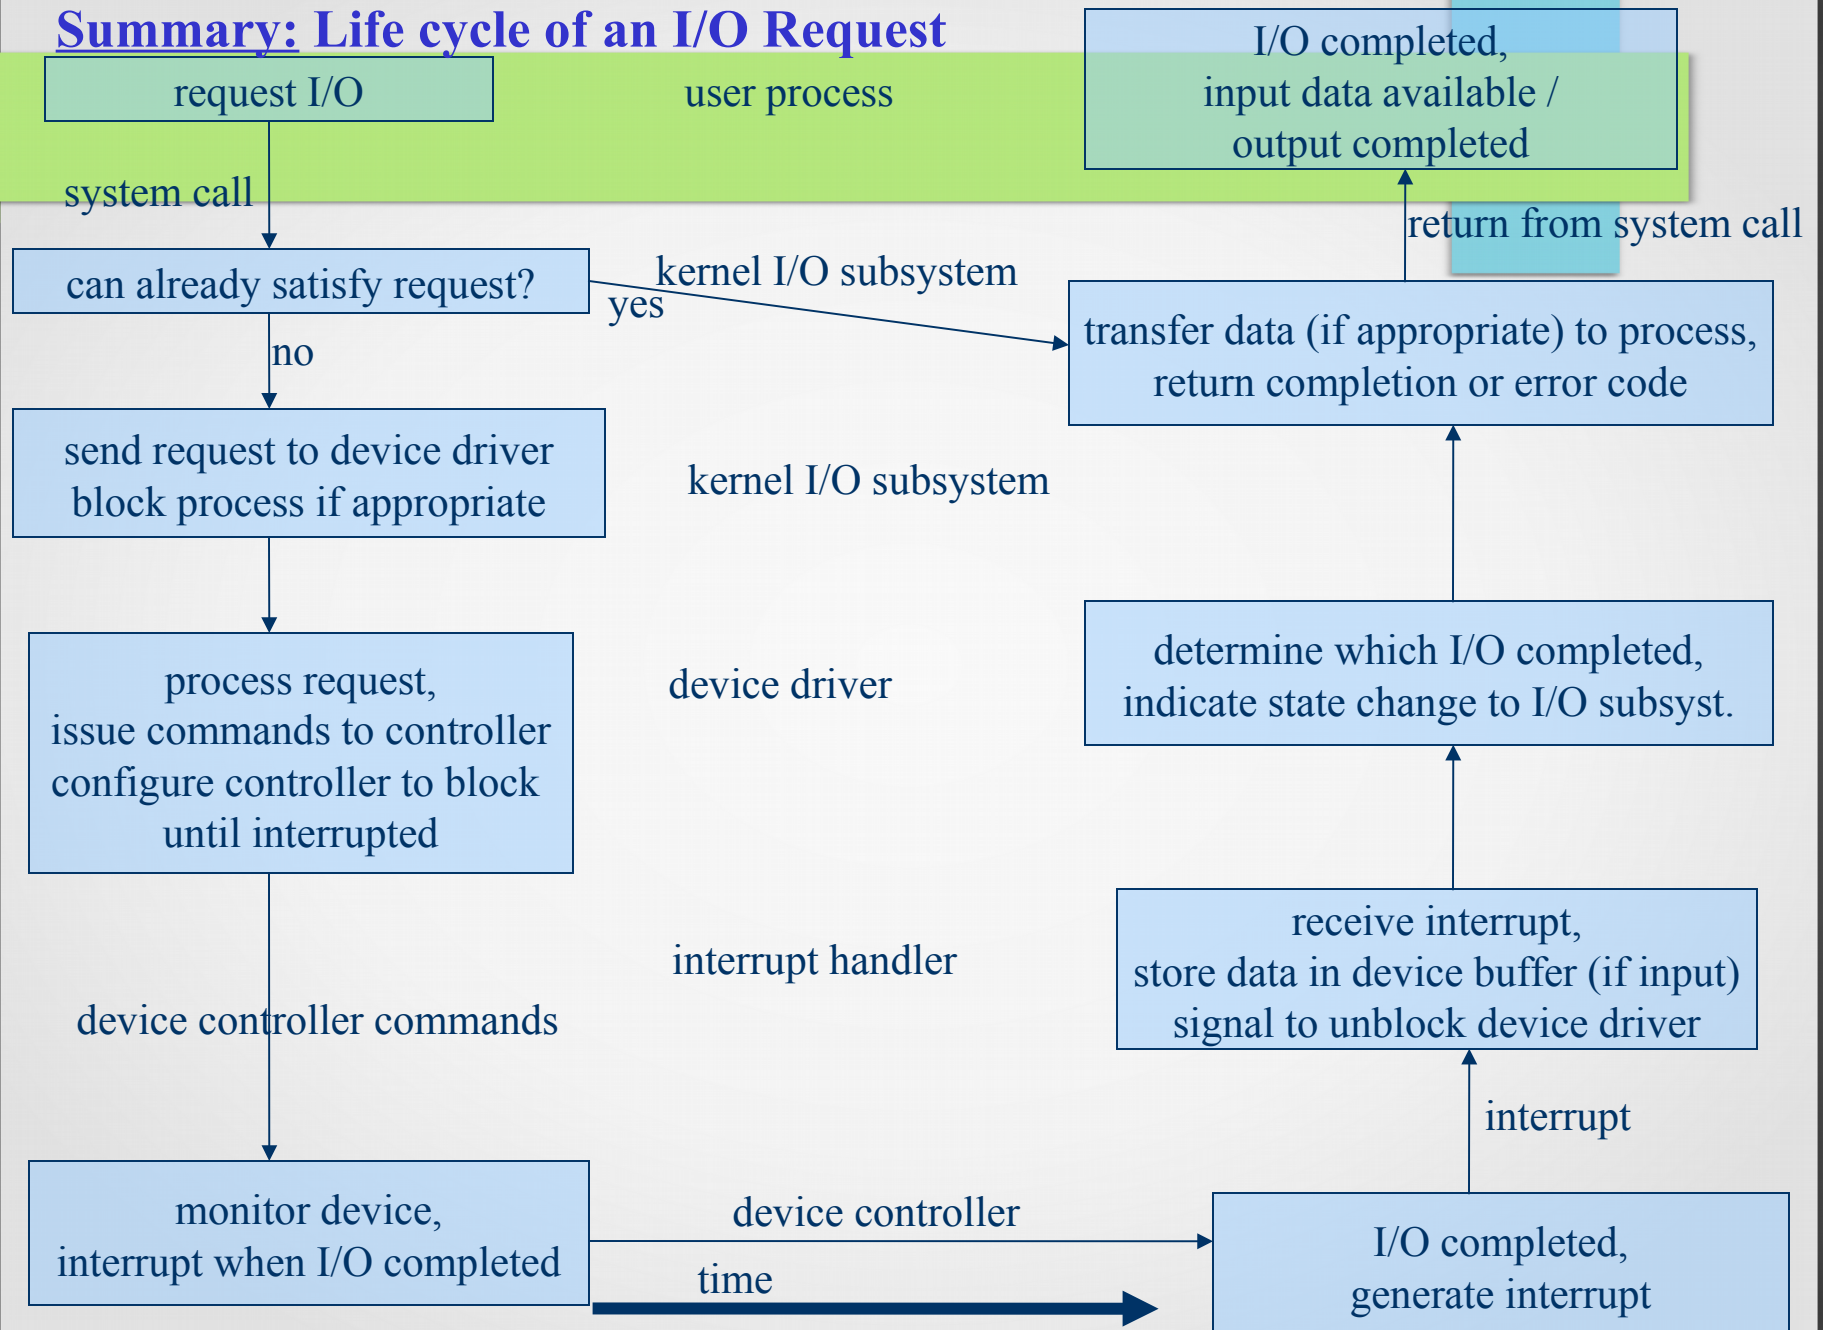 Summary: Life cycle of an I/O Request
request I/O
user process
I/O completed,
input data available /
output completed
system call
return from system call
can already satisfy request?
kernel I/O subsystem
yes
no
transfer data (if appropriate) to process,
return completion or error code
send request to device driver
block process if appropriate
kernel I/O subsystem
process request,
issue commands to controller
configure controller to block
until interrupted
device driver
determine which I/O completed,
indicate state change to I/O subsyst.
interrupt handler
receive interrupt,
store data in device buffer (if input)
signal to unblock device driver
device controller commands
interrupt
monitor device,
interrupt when I/O completed
device controller
time
I/O completed,
generate interrupt